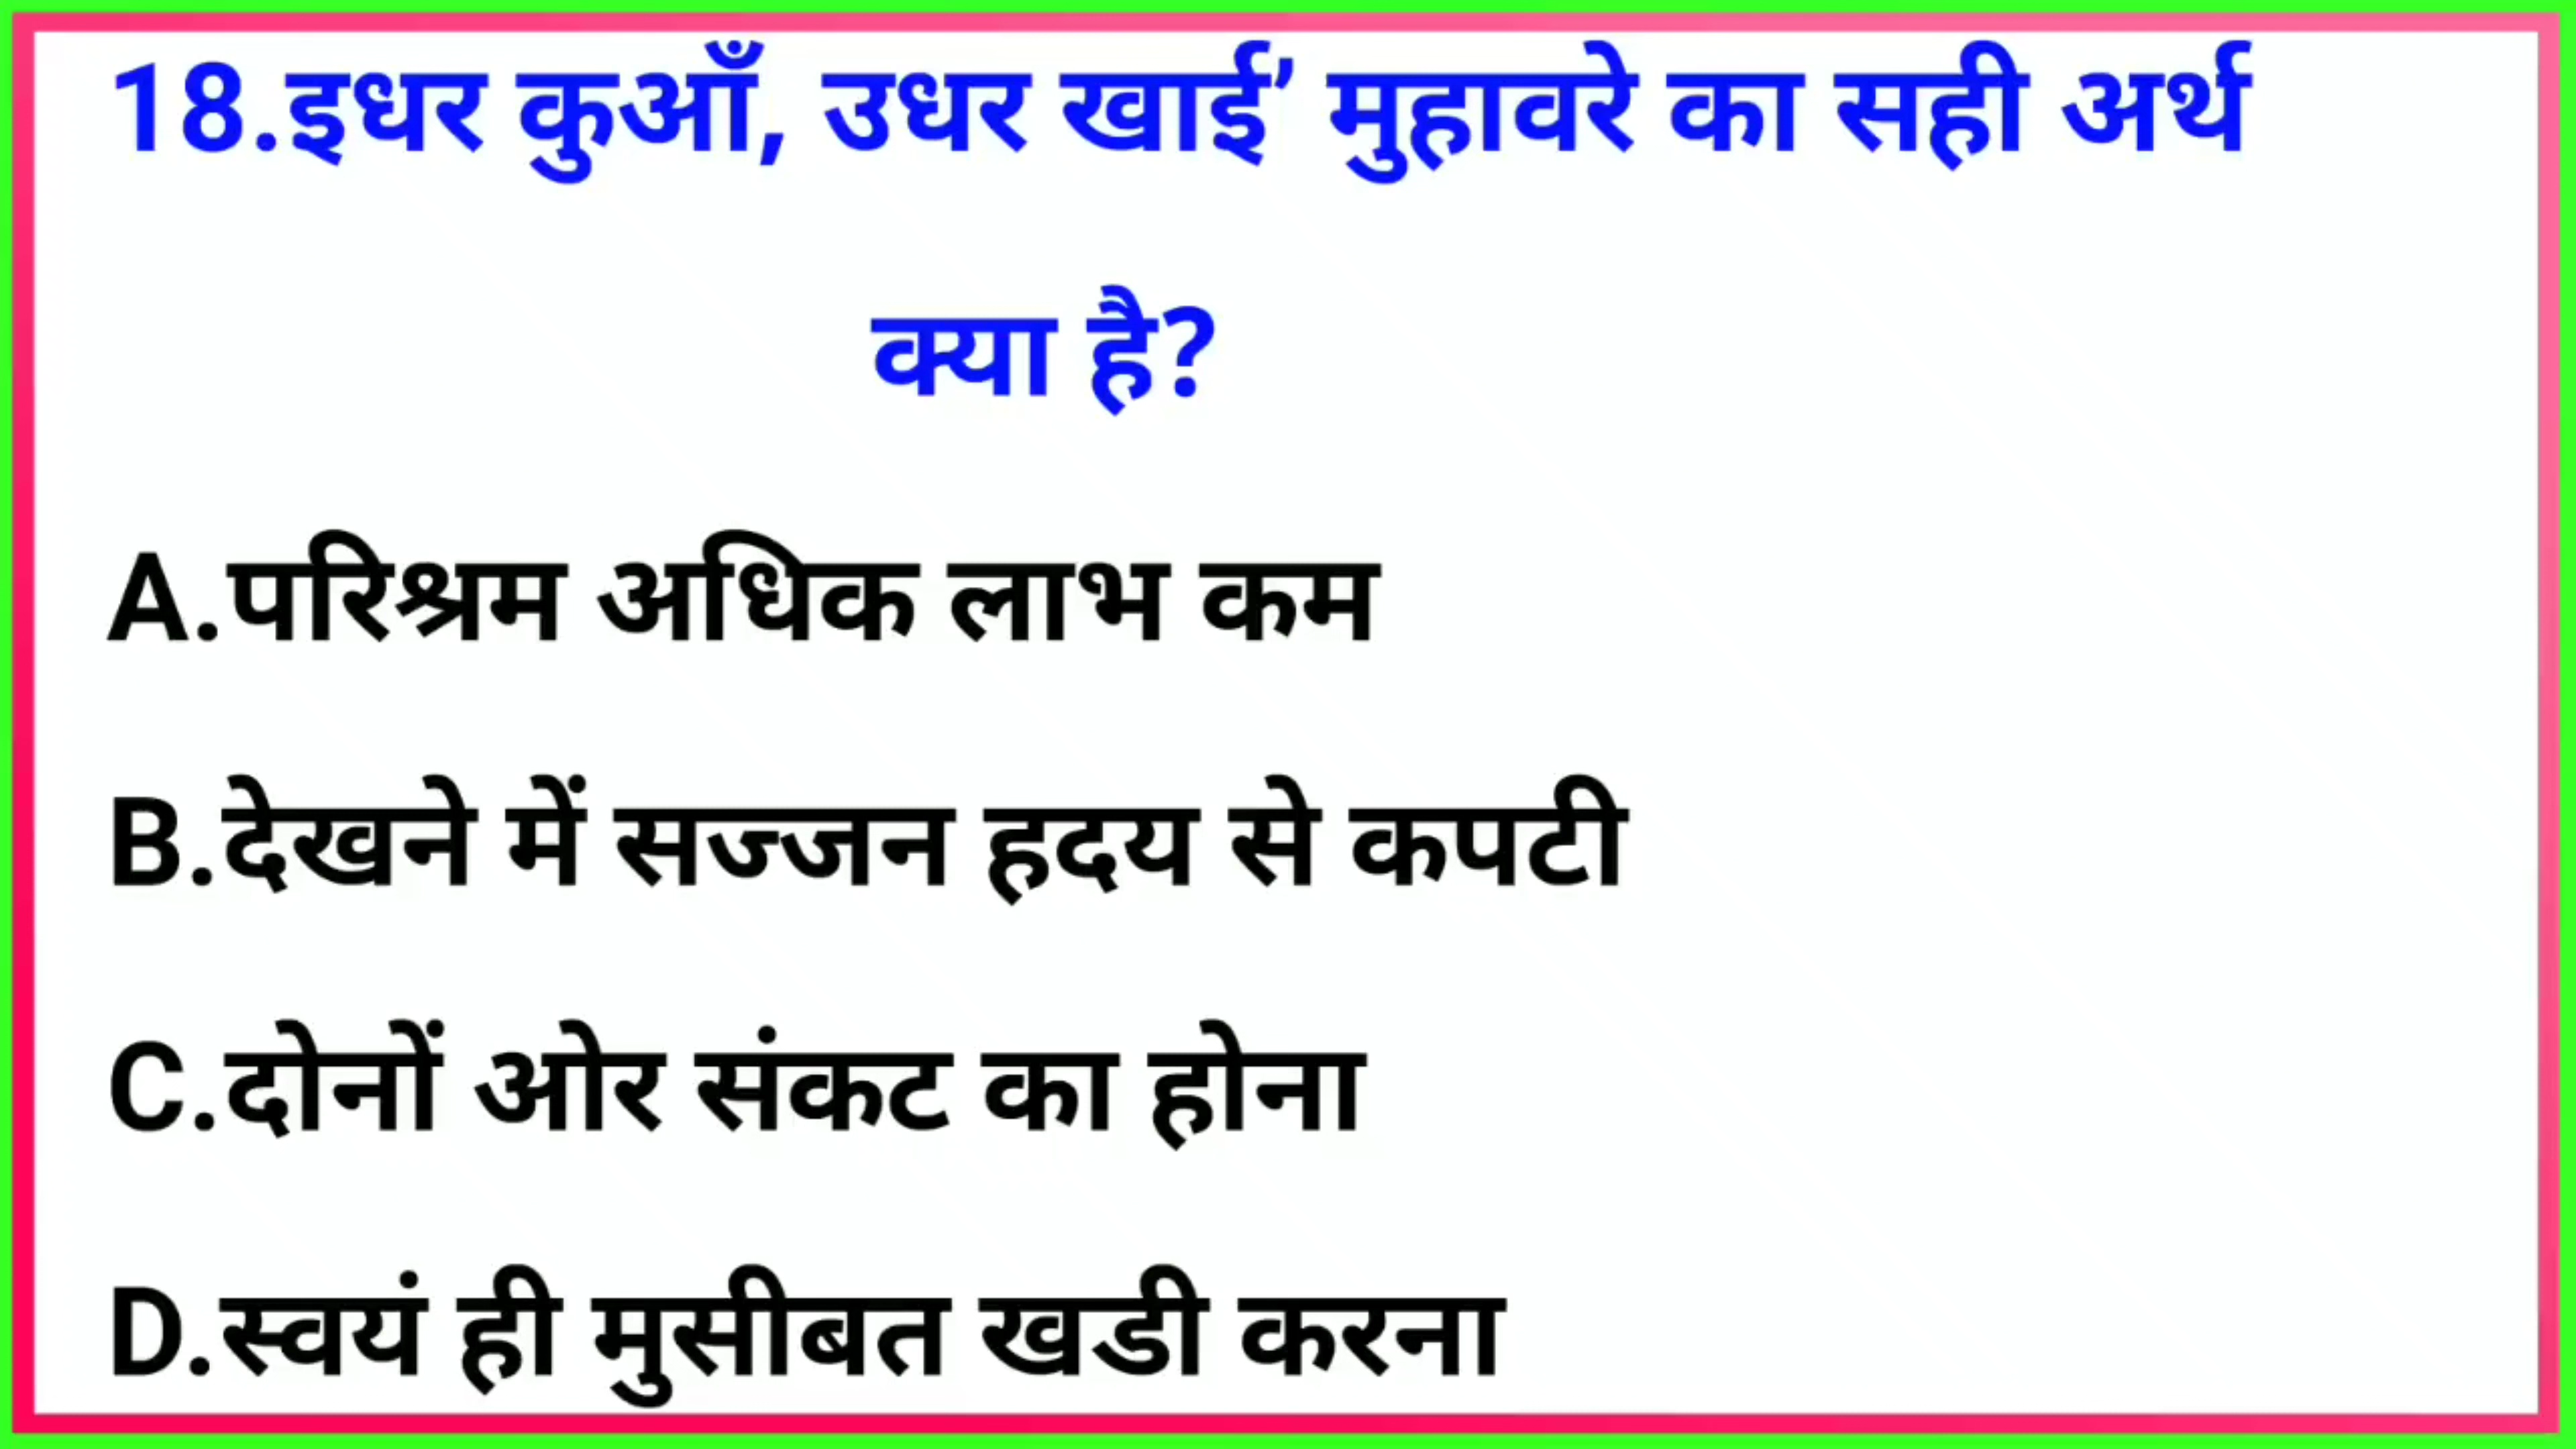 18.इधर कुआँ, उधर खाई’ मुहावरे का सही अर्थ
क्या है?
A.परिश्रम अधिक लाभ कम
B.देखने में सज्जन हदय से कपटी
C.दोनों ओर संकट का होना
D.स्वयं ही मुसीबत खडी करना